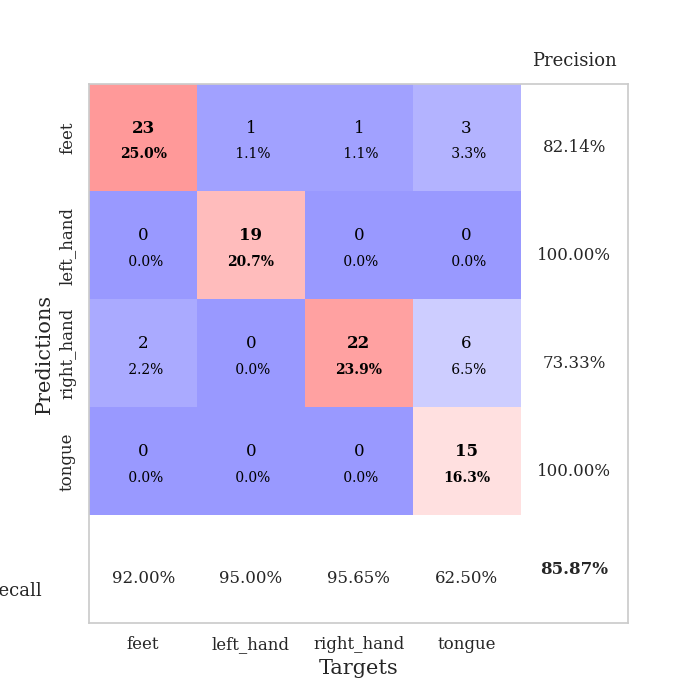 Precision
feet
23 1 1 3
25.0% 1.1% 1.1% 3.3%
82.14%
left_hand
0 19 0 0
0.0% 20.7% 0.0% 0.0%
100.00%
Predictions
right_hand
2 0 22 6
2.2% 0.0% 23.9% 6.5%
73.33%
tongue
0 0 0 15
0.0% 0.0% 0.0% 16.3%
100.00%
ecall
92.00% 95.00% 95.65% 62.50%
85.87%
feet left_hand right_hand tongue
Targets